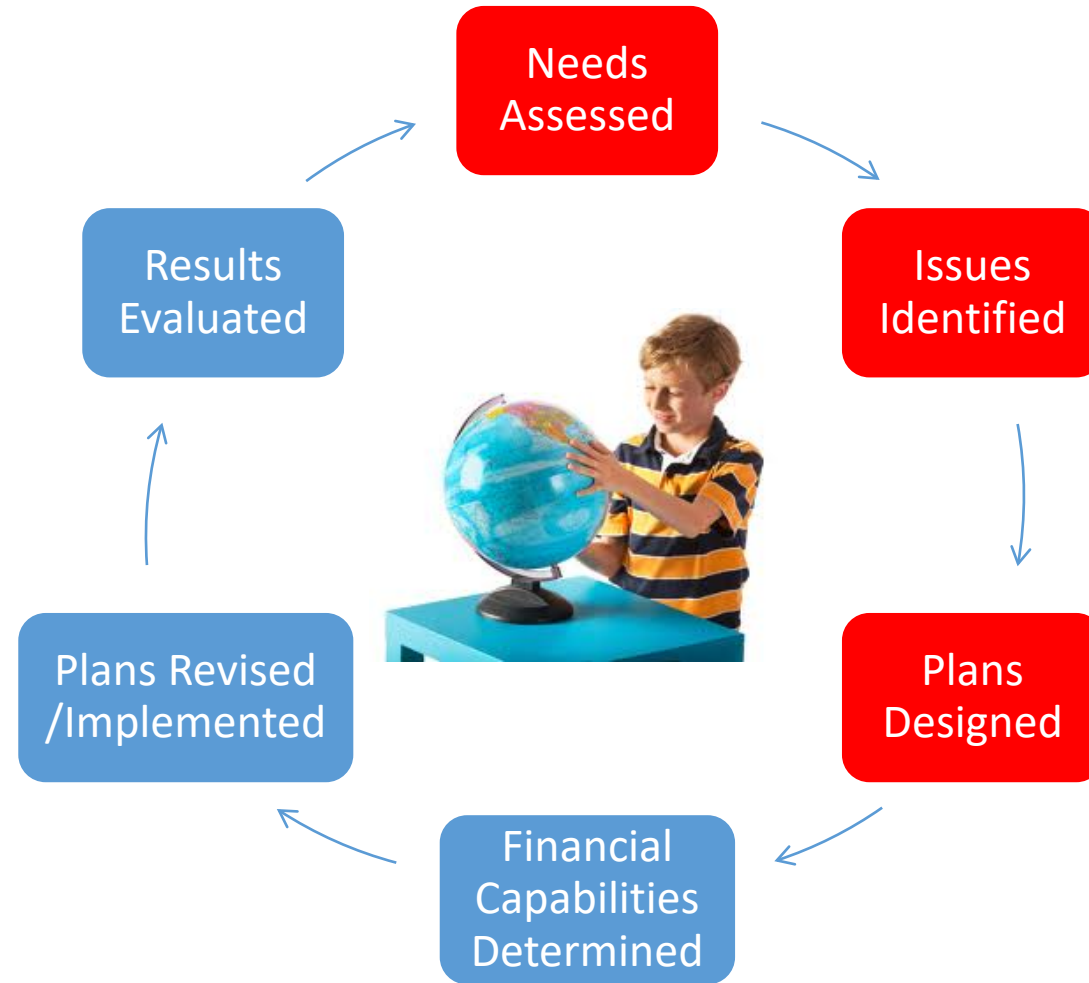 Needs
Assessed
Issues
Identified
Plans
Designed
Financial
Capabilities
Determined
Plans Revised
/Implemented
Results
Evaluated